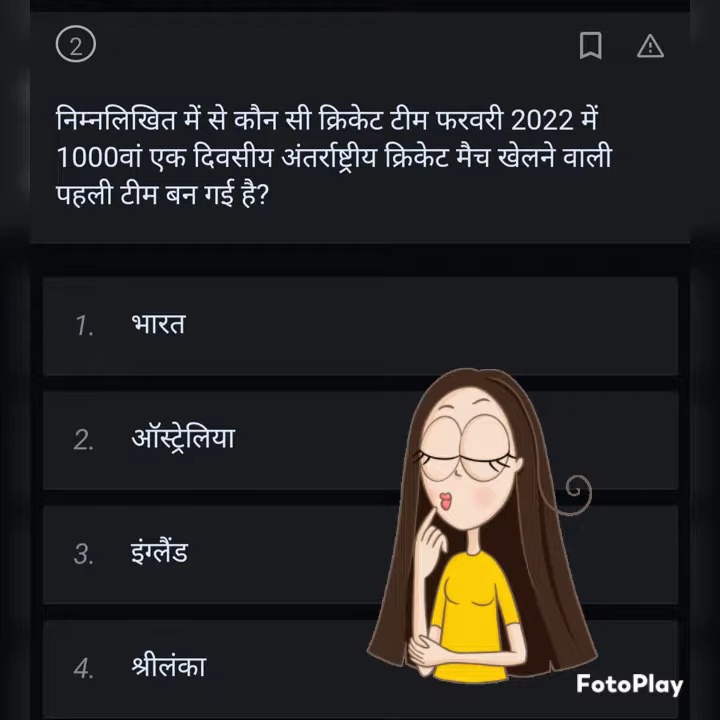 2
निम्नलिखित में से कौन सी क्रिकेट टीम फरवरी 2022 में
1000वां एक दिवसीय अंतर्राष्ट्रीय क्रिकेट मैच खेलने वाली
पहली टीम बन गई है?
1. भारत
2. ऑस्ट्रेलिया
3. इंग्लैंड
4. श्रीलंका
FotoPlay